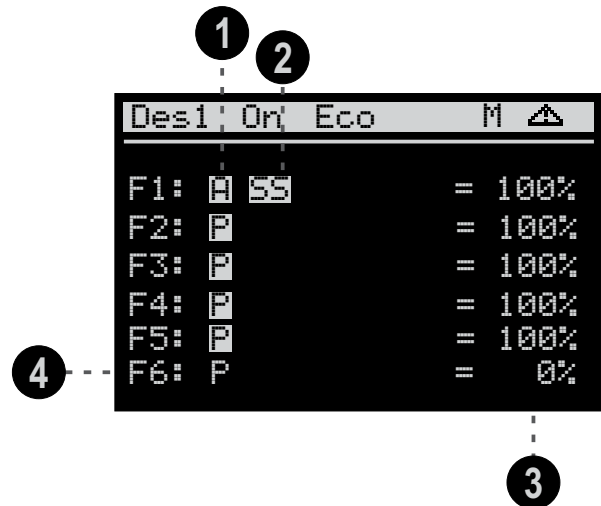 1
2
Des1 On Eco M
F1: A SS = 100%
F2: P = 100%
F3: P = 100%
F4: P = 100%
F5: P = 100%
4 F6: P = 0%
3